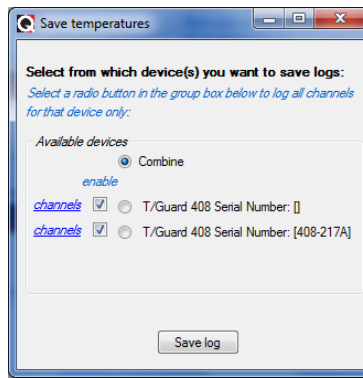 Save temperatures
Select from which device(s) you want to save logs:
Select a radio button in the group box below to log all channels
for that device only:
Available devices
Combine
enable
channels T/Guard 408 Serial Number: []
channels T/Guard 408 Serial Number: [408-217A]
Save log